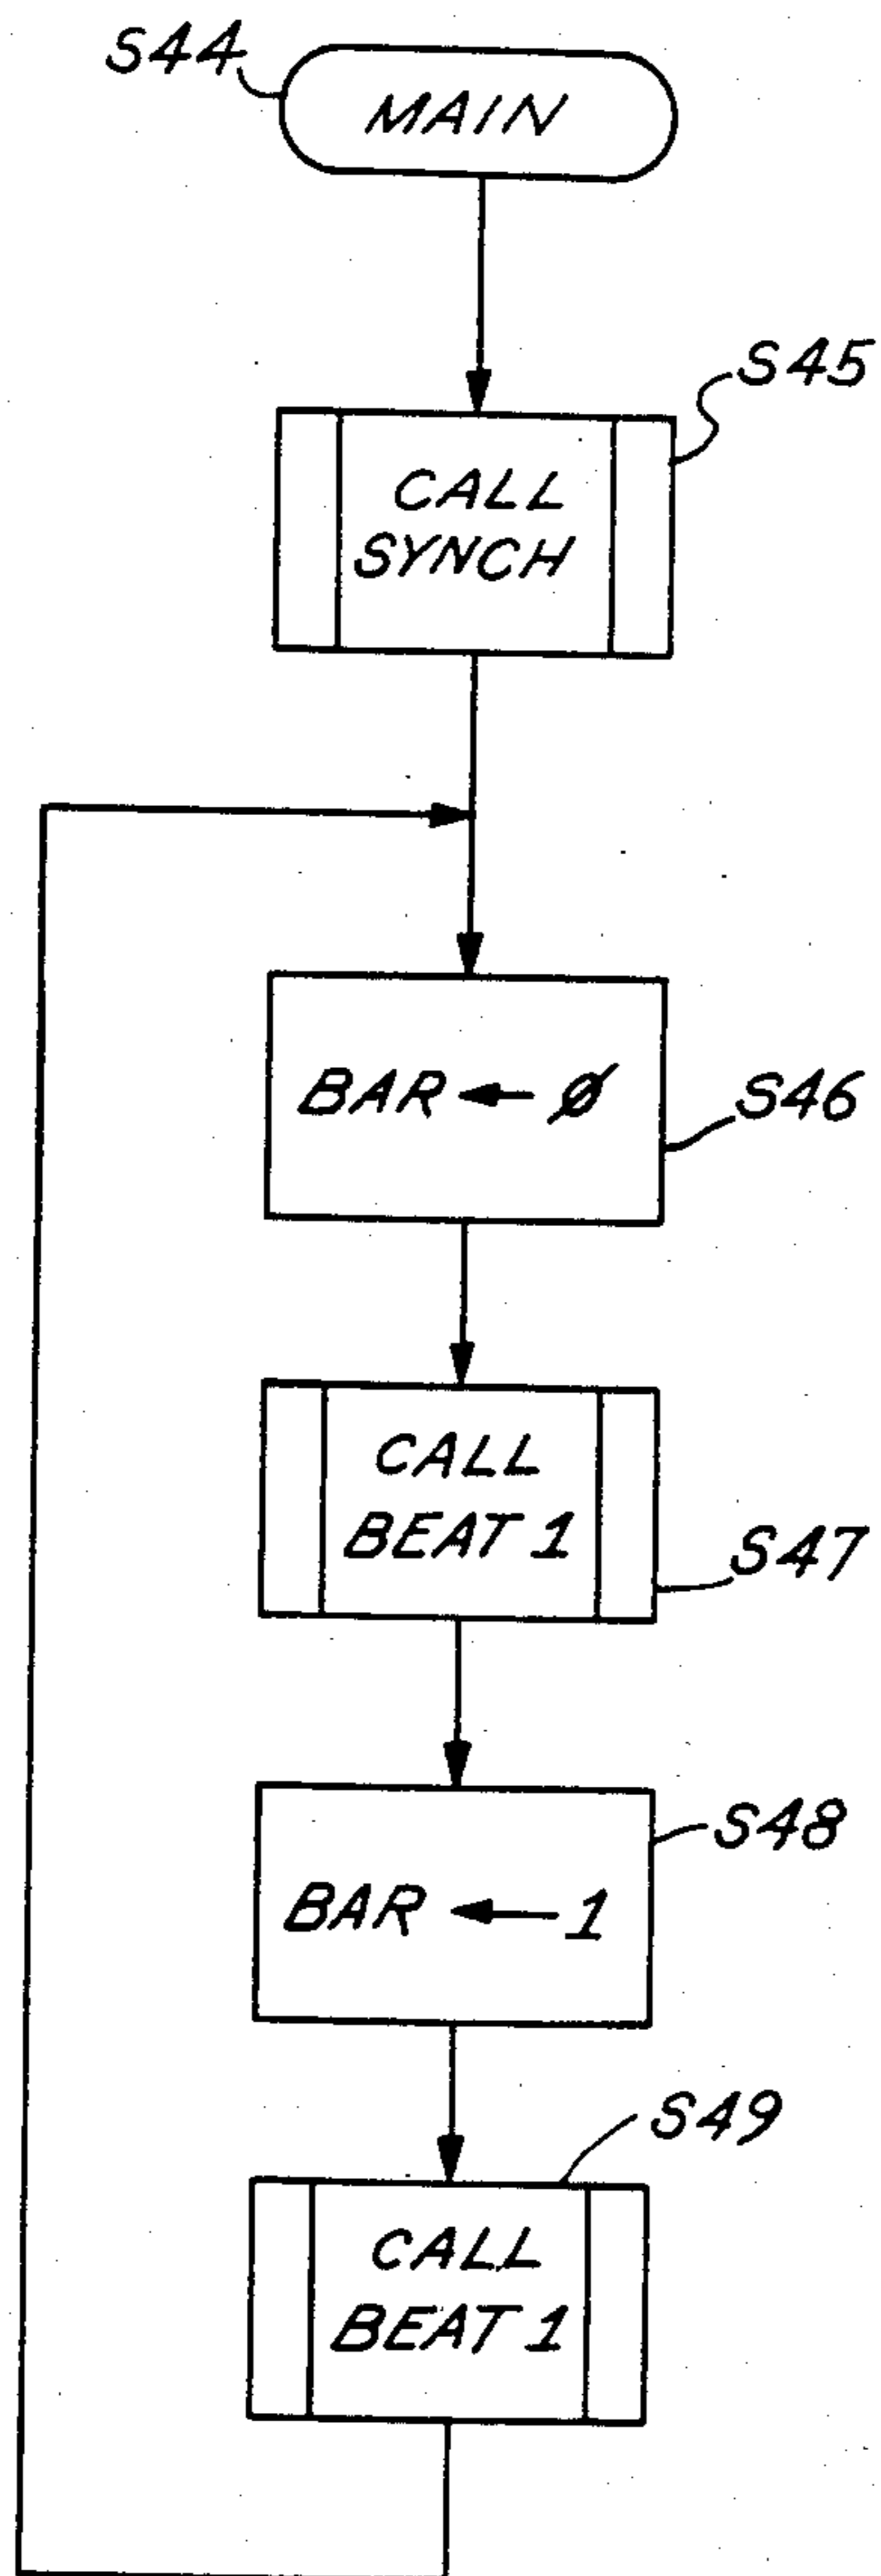 S44
MAIN
S45
CALL
SYNCH
BAR ← Ø
S46
CALL
BEAT 1
S47
S48
BAR ← 1
S49
CALL
BEAT 1